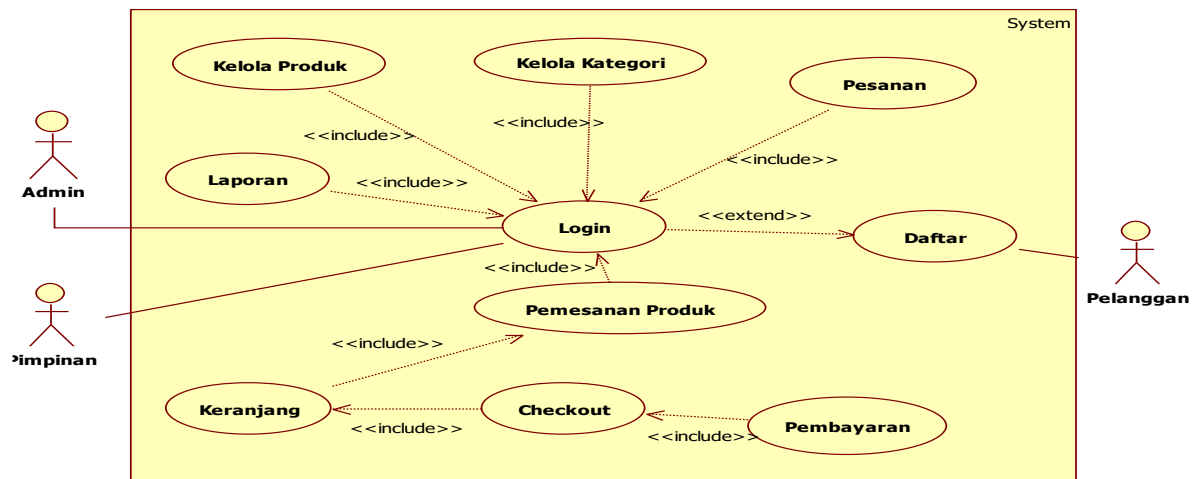 System
Kelola Produk
Kelola Kategori
Pesanan
<<include>>
<<include>>
<<include>>
Laporan
<<include>>
Admin
Login
<<extend>>
Daftar
<<include>>
Pelanggan
Pemesanan Produk
Pimpinan
<<include>>
Keranjang
Checkout
Pembayaran
<<include>>
<<include>>